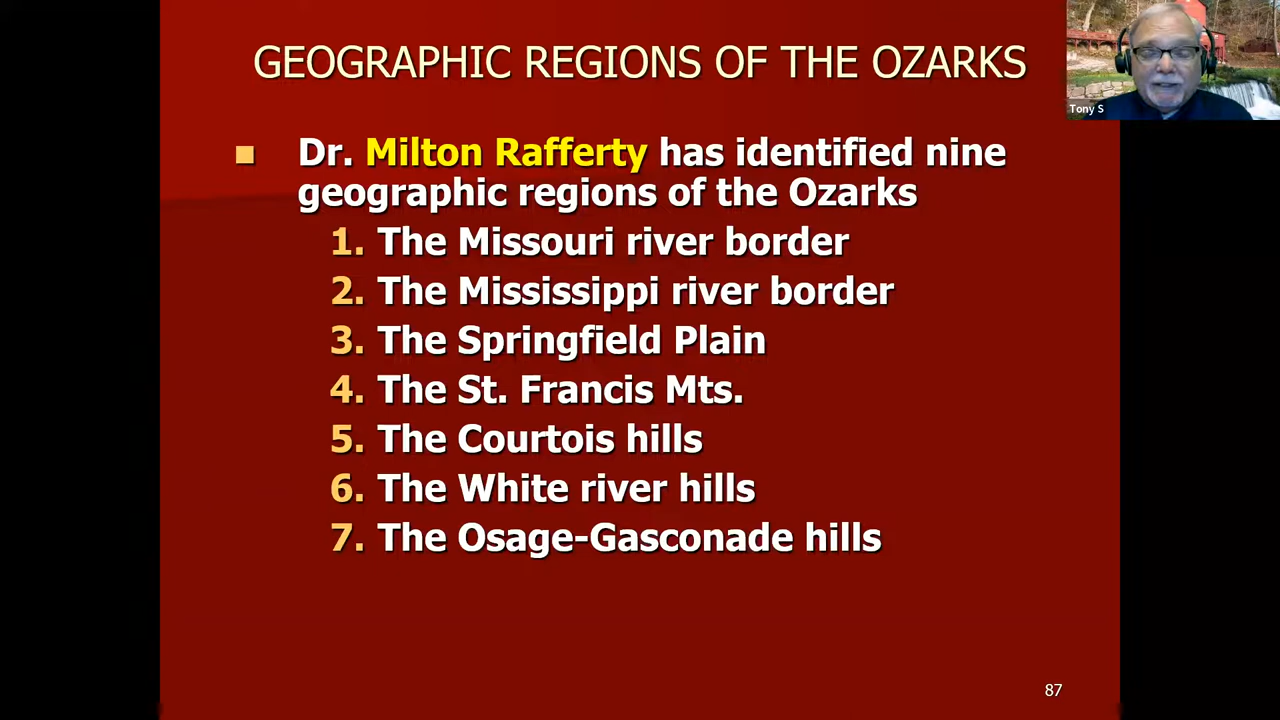 GEOGRAPHIC REGIONS OF THE OZARKS
Tony S
Dr. Milton Rafferty has identified nine
geographic regions of the Ozarks
1. The Missouri river border
2. The Mississippi river border
3. The Springfield Plain
4. The St. Francis Mts.
5. The Courtois hills
6. The White river hills
7. The Osage-Gasconade hills
87